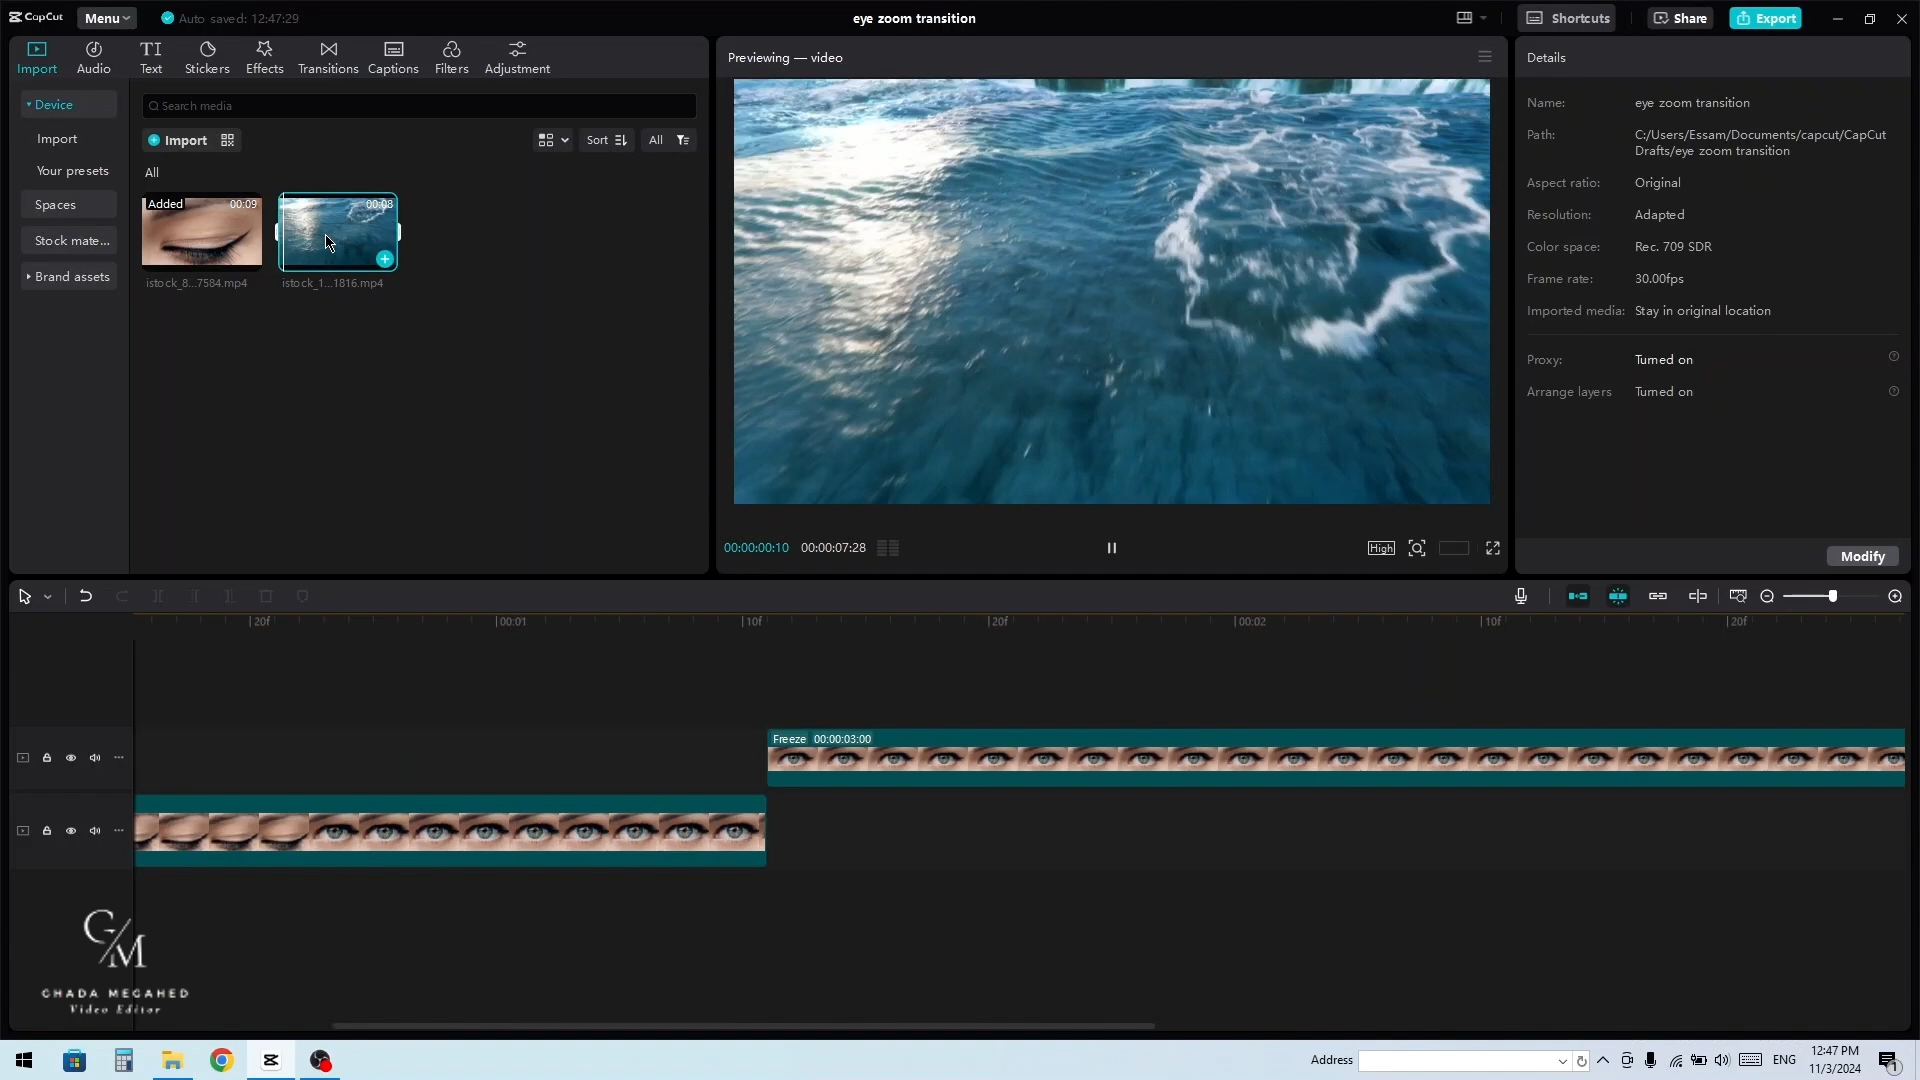 CapCut
Menu
Auto saved: 12:47:29
eye zoom transition
Shortcuts
Share
Export
Import
Audio
TI
Text
Stickers
Effects
Transitions
Captions
Filters
Adjustment
Device
Import
Your presets
Spaces
Stock mate...
Brand assets
Search media
Import
Sort
All
All
Added
00:09
istock_8...7584.mp4
00:08
istock_1...1816.mp4
Previewing — video
00:00:00:10
00:00:07:28
High
Details
Name:
eye zoom transition
Path:
C:/Users/Essam/Documents/capcut/CapCut
Drafts/eye zoom transition
Aspect ratio:
Original
Resolution:
Adapted
Color space:
Rec. 709 SDR
Frame rate:
30.00fps
Imported media:
Stay in original location
Proxy:
Turned on
Arrange layers
Turned on
Modify
20f
00:01
10f
20f
00:02
10f
20f
Freeze 00:00:03:00
GM
GHADA MEGAHED
Video Editor
Address
ENG
12:47 PM
11/3/2024
1